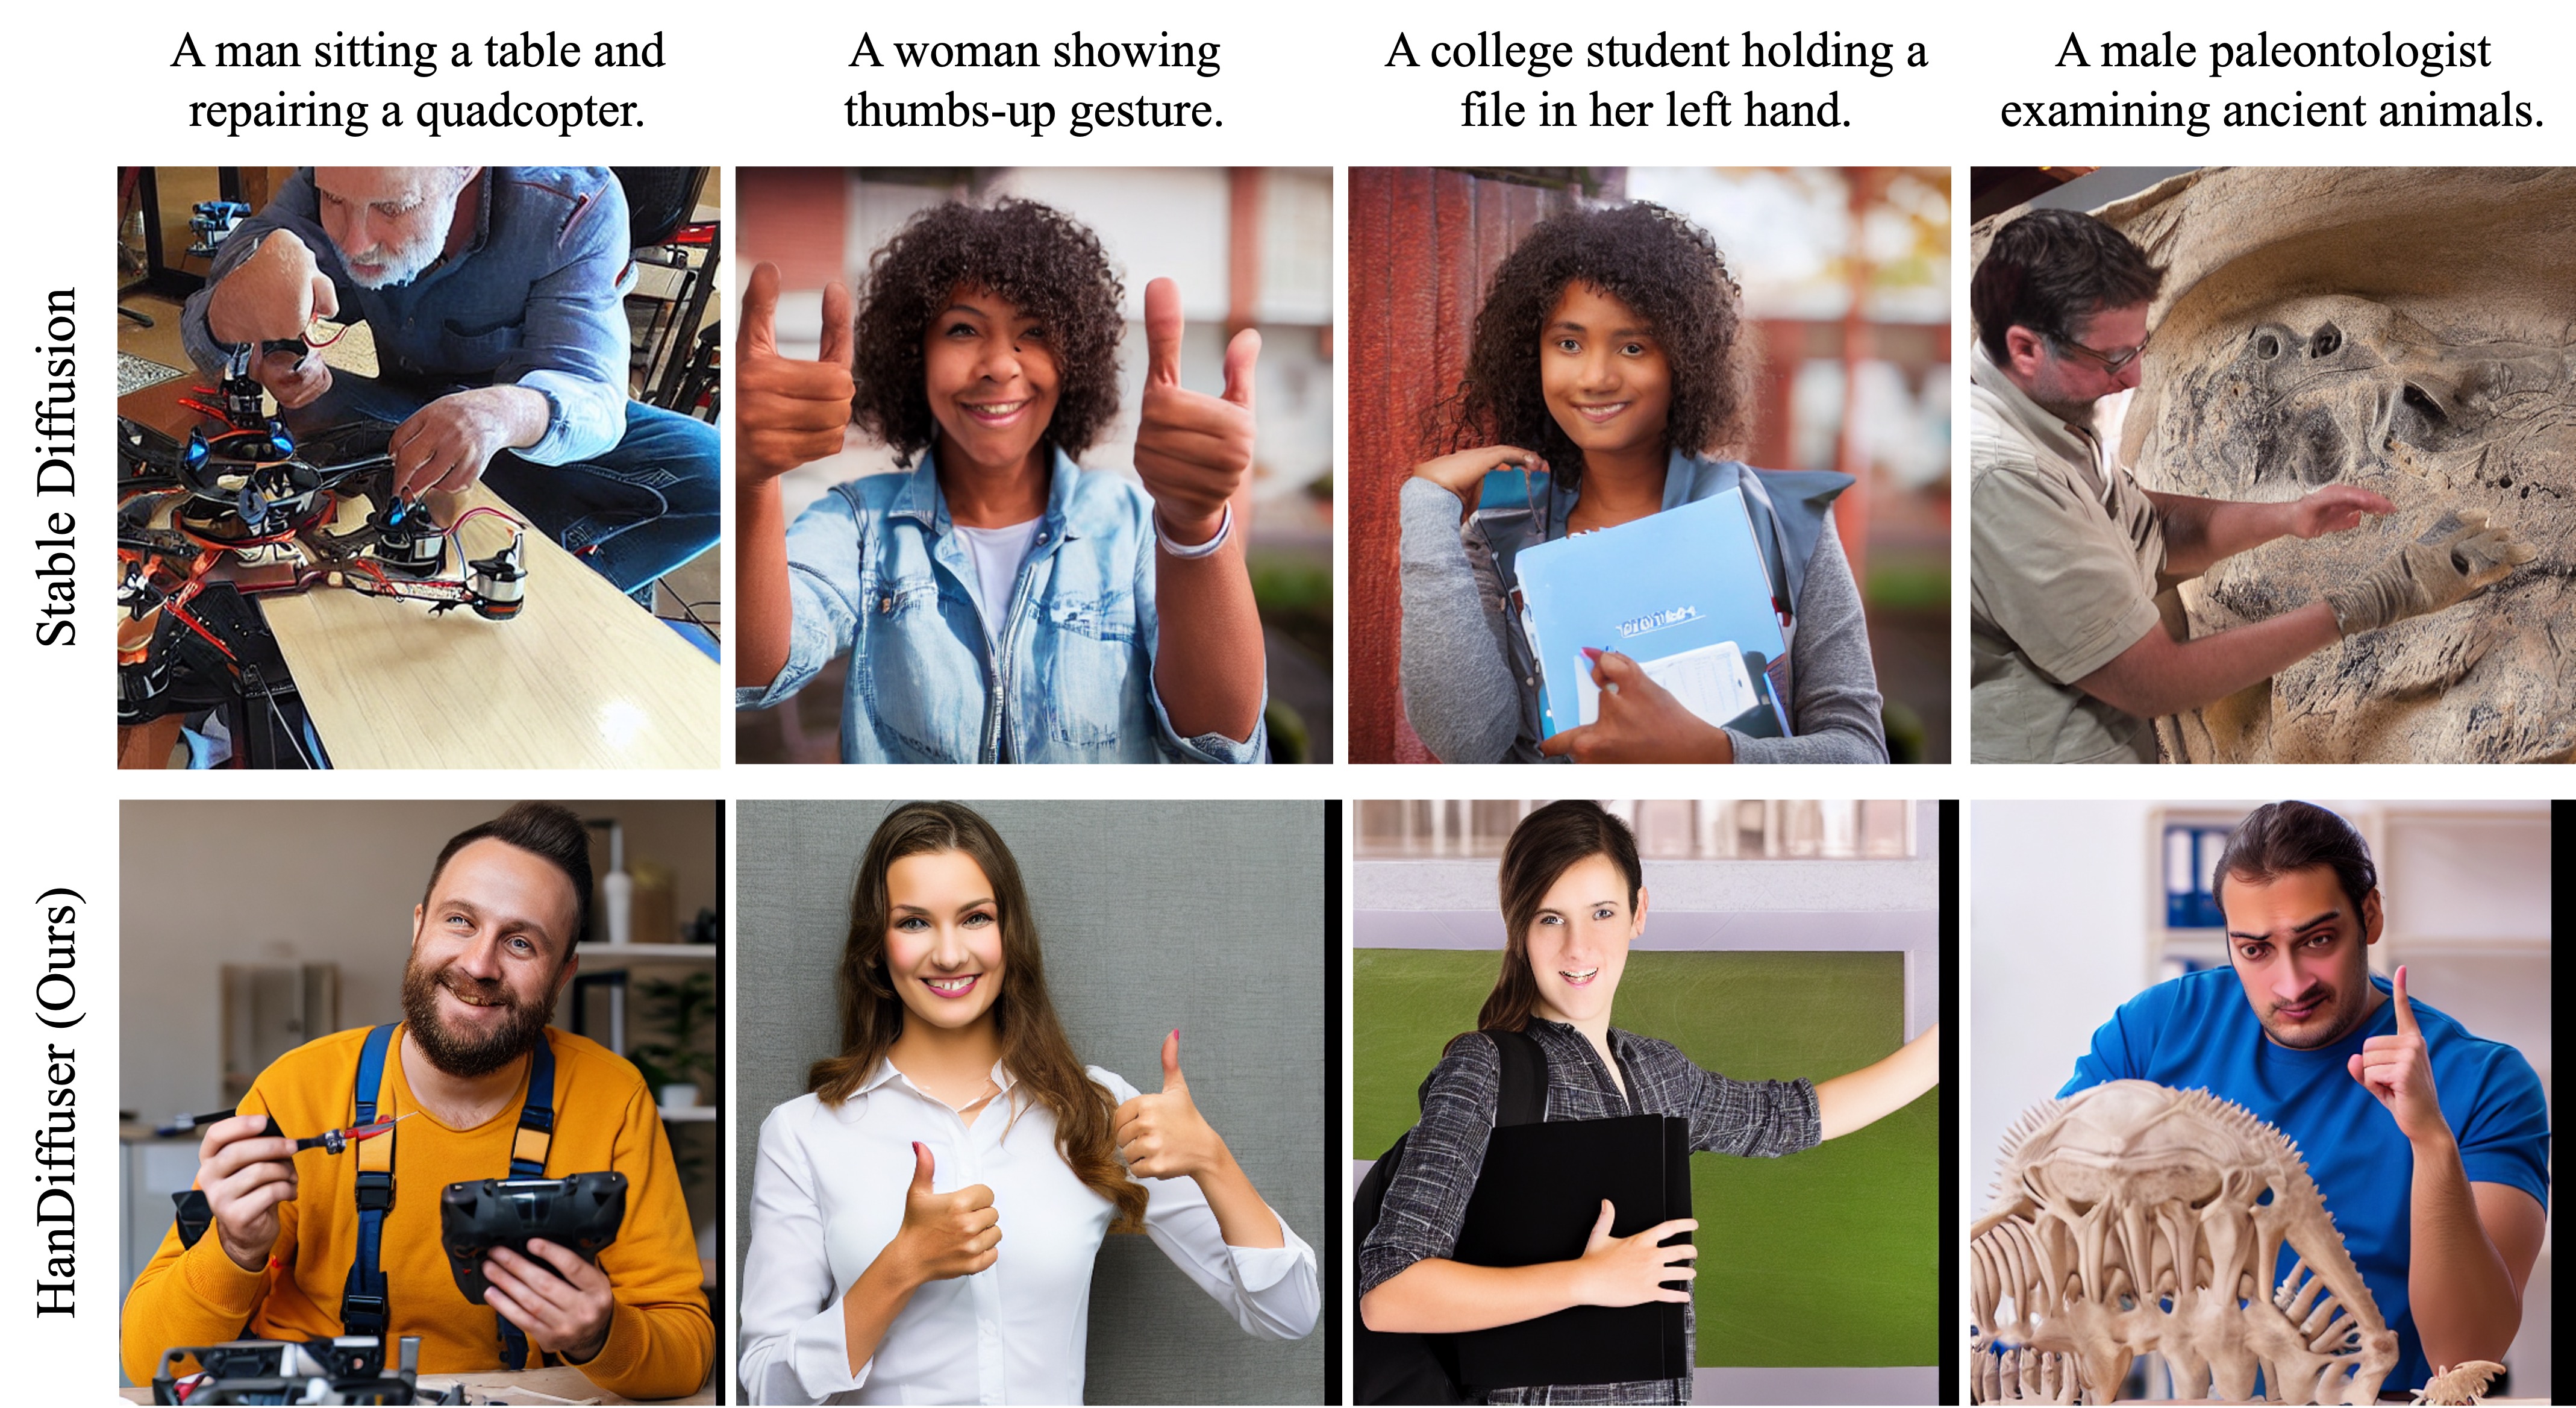 A man sitting a table and
repairing a quadcopter.
A woman showing
thumbs-up gesture.
A college student holding a
file in her left hand.
A male paleontologist
examining ancient animals.
Stable Diffusion
HanDiffuser (Ours)